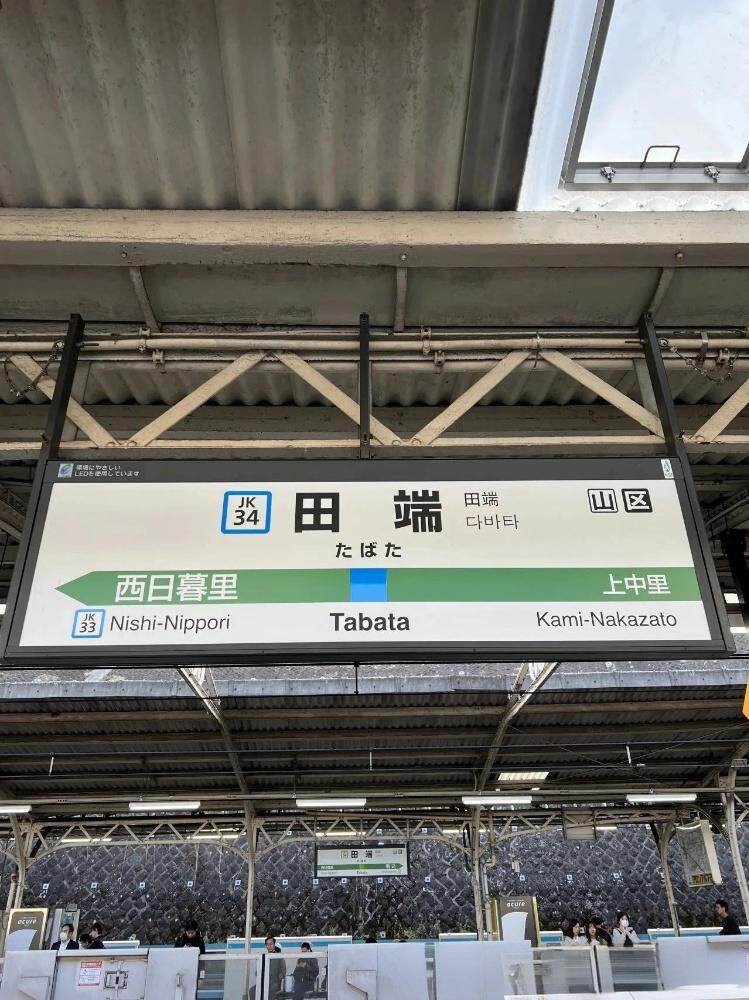 環境にやさしい
LEDを使用しています
JK
34
田 端
田端
다바타
山 区
たばた
西日暮里
上中里
JK
33
Nishi-Nippori
Tabata
Kami-Nakazato
田 端
Tabata
acure
acure